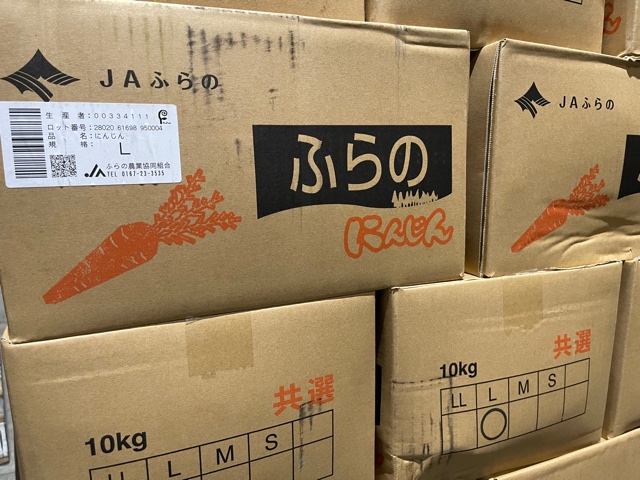 JAふらの
生産者:00334111
ロット番号:28020 61698 950004
品名:にんじん
規格:L
ふらの農業協同組合
JA TEL 0167-23-3535
ふらの
にんじん
JAふらの
共選
10kg
LL L M S
共選
10kg
LL L M S